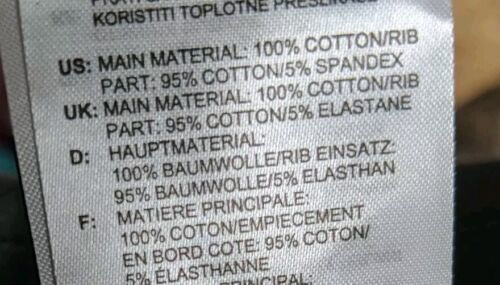 KORISTITI TOPLOTNE
US: MAIN MATERIAL: 100% COTTON/RIB
PART: 95% COTTON/5% SPANDEX
UK: MAIN MATERIAL: 100% COTTON/RIB
PART: 95% COTTON/5% ELASTANE
D: HAUPTMATERIAL:
100% BAUMWOLLE/RIB EINSATZ:
95% BAUMWOLLE/5% ELASTHAN
F: MATIERE PRINCIPALE:
100% COTON/EMPIECEMENT
EN BORD COTE: 95% COTON/
5% ÉLASTHANNE
PRINCIPAL: